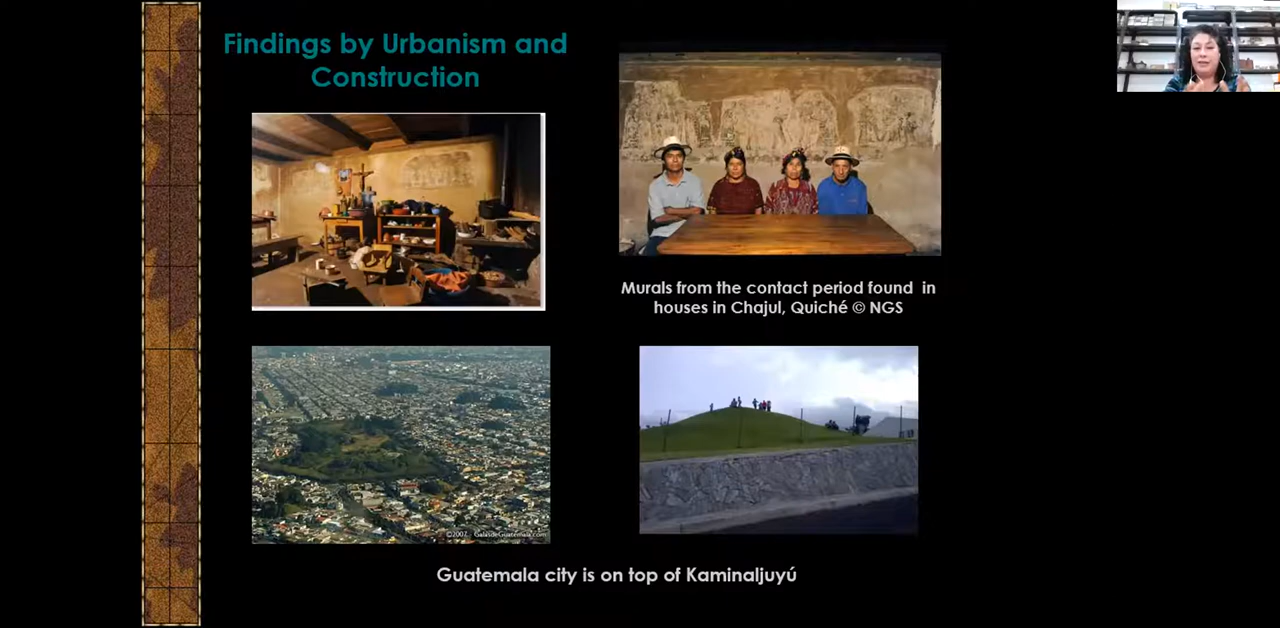 Findings by Urbanism and
Construction
Murals from the contact period found in
houses in Chajul, Quiché © NGS
©2007 GalasdeGuatemala.com
Guatemala city is on top of Kaminaljuyú